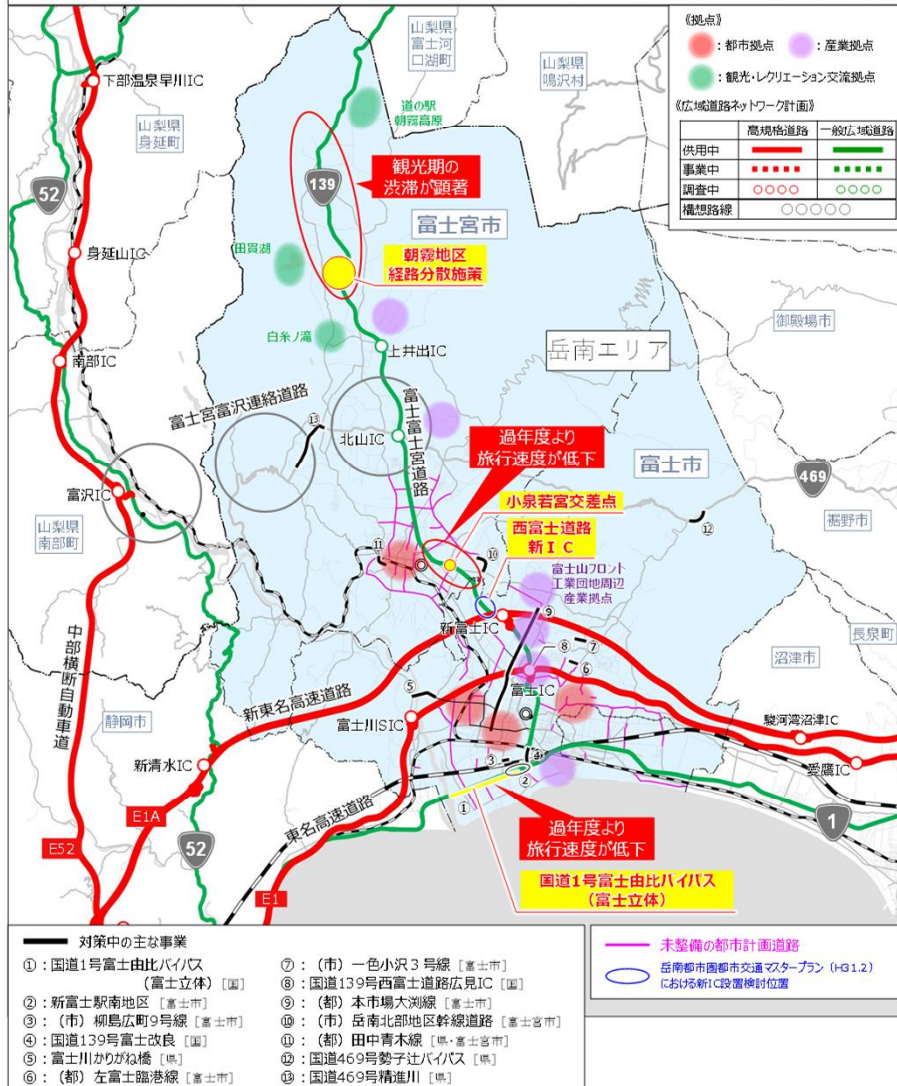 《拠点》
：都市拠点
：産業拠点
：観光・レクリエーション交流拠点
《広域道路ネットワーク計画》
高規格道路
一般広域道路
供用中
事業中
調査中
構想路線
山梨県
富士河
口湖町
山梨県
鳴沢村
下部温泉早川IC
山梨県
身延町
道の駅
朝霧高原
52
139
観光期の
渋滞が顕著
富士宮市
身延山IC
田貫湖
朝霧地区
経路分散施策
御殿場市
白糸ノ滝
上井出IC
岳南エリア
南部IC
富士宮富沢連絡道路
⑬
北山IC
富士富士宮道路
過年度より
旅行速度が低下
富士市
469
富沢IC
小泉若宮交差点
裾野市
山梨県
南部町
西富士道路
新ＩＣ
⑫
⑪
⑩
富士山フロント
工業団地周辺
産業拠点
新富士IC
⑨
長泉町
⑧
⑦
沼津市
中部横断自動車道
⑥
富士IC
新東名高速道路
⑤
静岡市
富士川SIC
駿河湾沼津IC
新清水IC
③
④
愛鷹IC
②
東名高速道路
①
E1A
1
E52
52
過年度より
旅行速度が低下
E1
国道1号富士由比バイパス
（富士立体）
対策中の主な事業
①：国道1号富士由比バイパス
（富士立体）［国］
②：新富士駅南地区［富士市］
③：（市）柳島広町9号線［富士市］
④：国道139号富士改良［国］
⑤：富士川かりがね橋［県］
⑥：（都）左富士臨港線［富士市］
⑦：（市）一色小沢３号線［富士市］
⑧：国道139号西富士道路広見IC［国］
⑨：（都）本市場大渕線［富士市］
⑩：（市）岳南北部地区幹線道路［富士宮市］
⑪：（都）田中青木線［県・富士宮市］
⑫：国道469号勢子辻バイパス［県］
⑬：国道469号精進川［県］
未整備の都市計画道路
岳南都市圏都市交通マスタープラン（H31.2）
における新IC設置検討位置